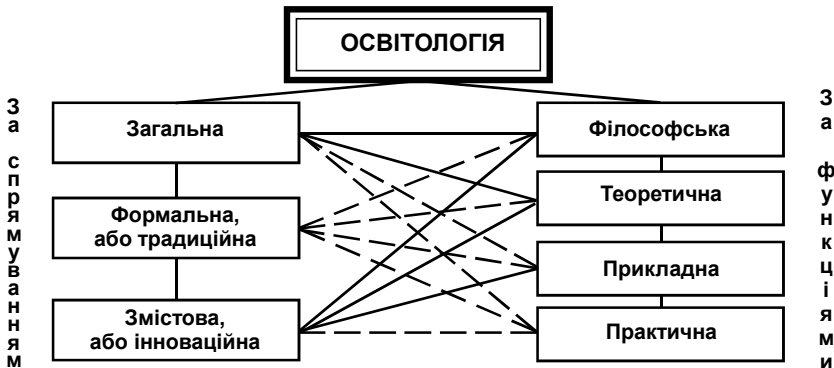 ОСВІТОЛОГІЯ
За спрямуванням
Загальна
Формальна,
або традиційна
Змістова,
або інноваційна
Філософська
Теоретична
Прикладна
Практична
За функціями